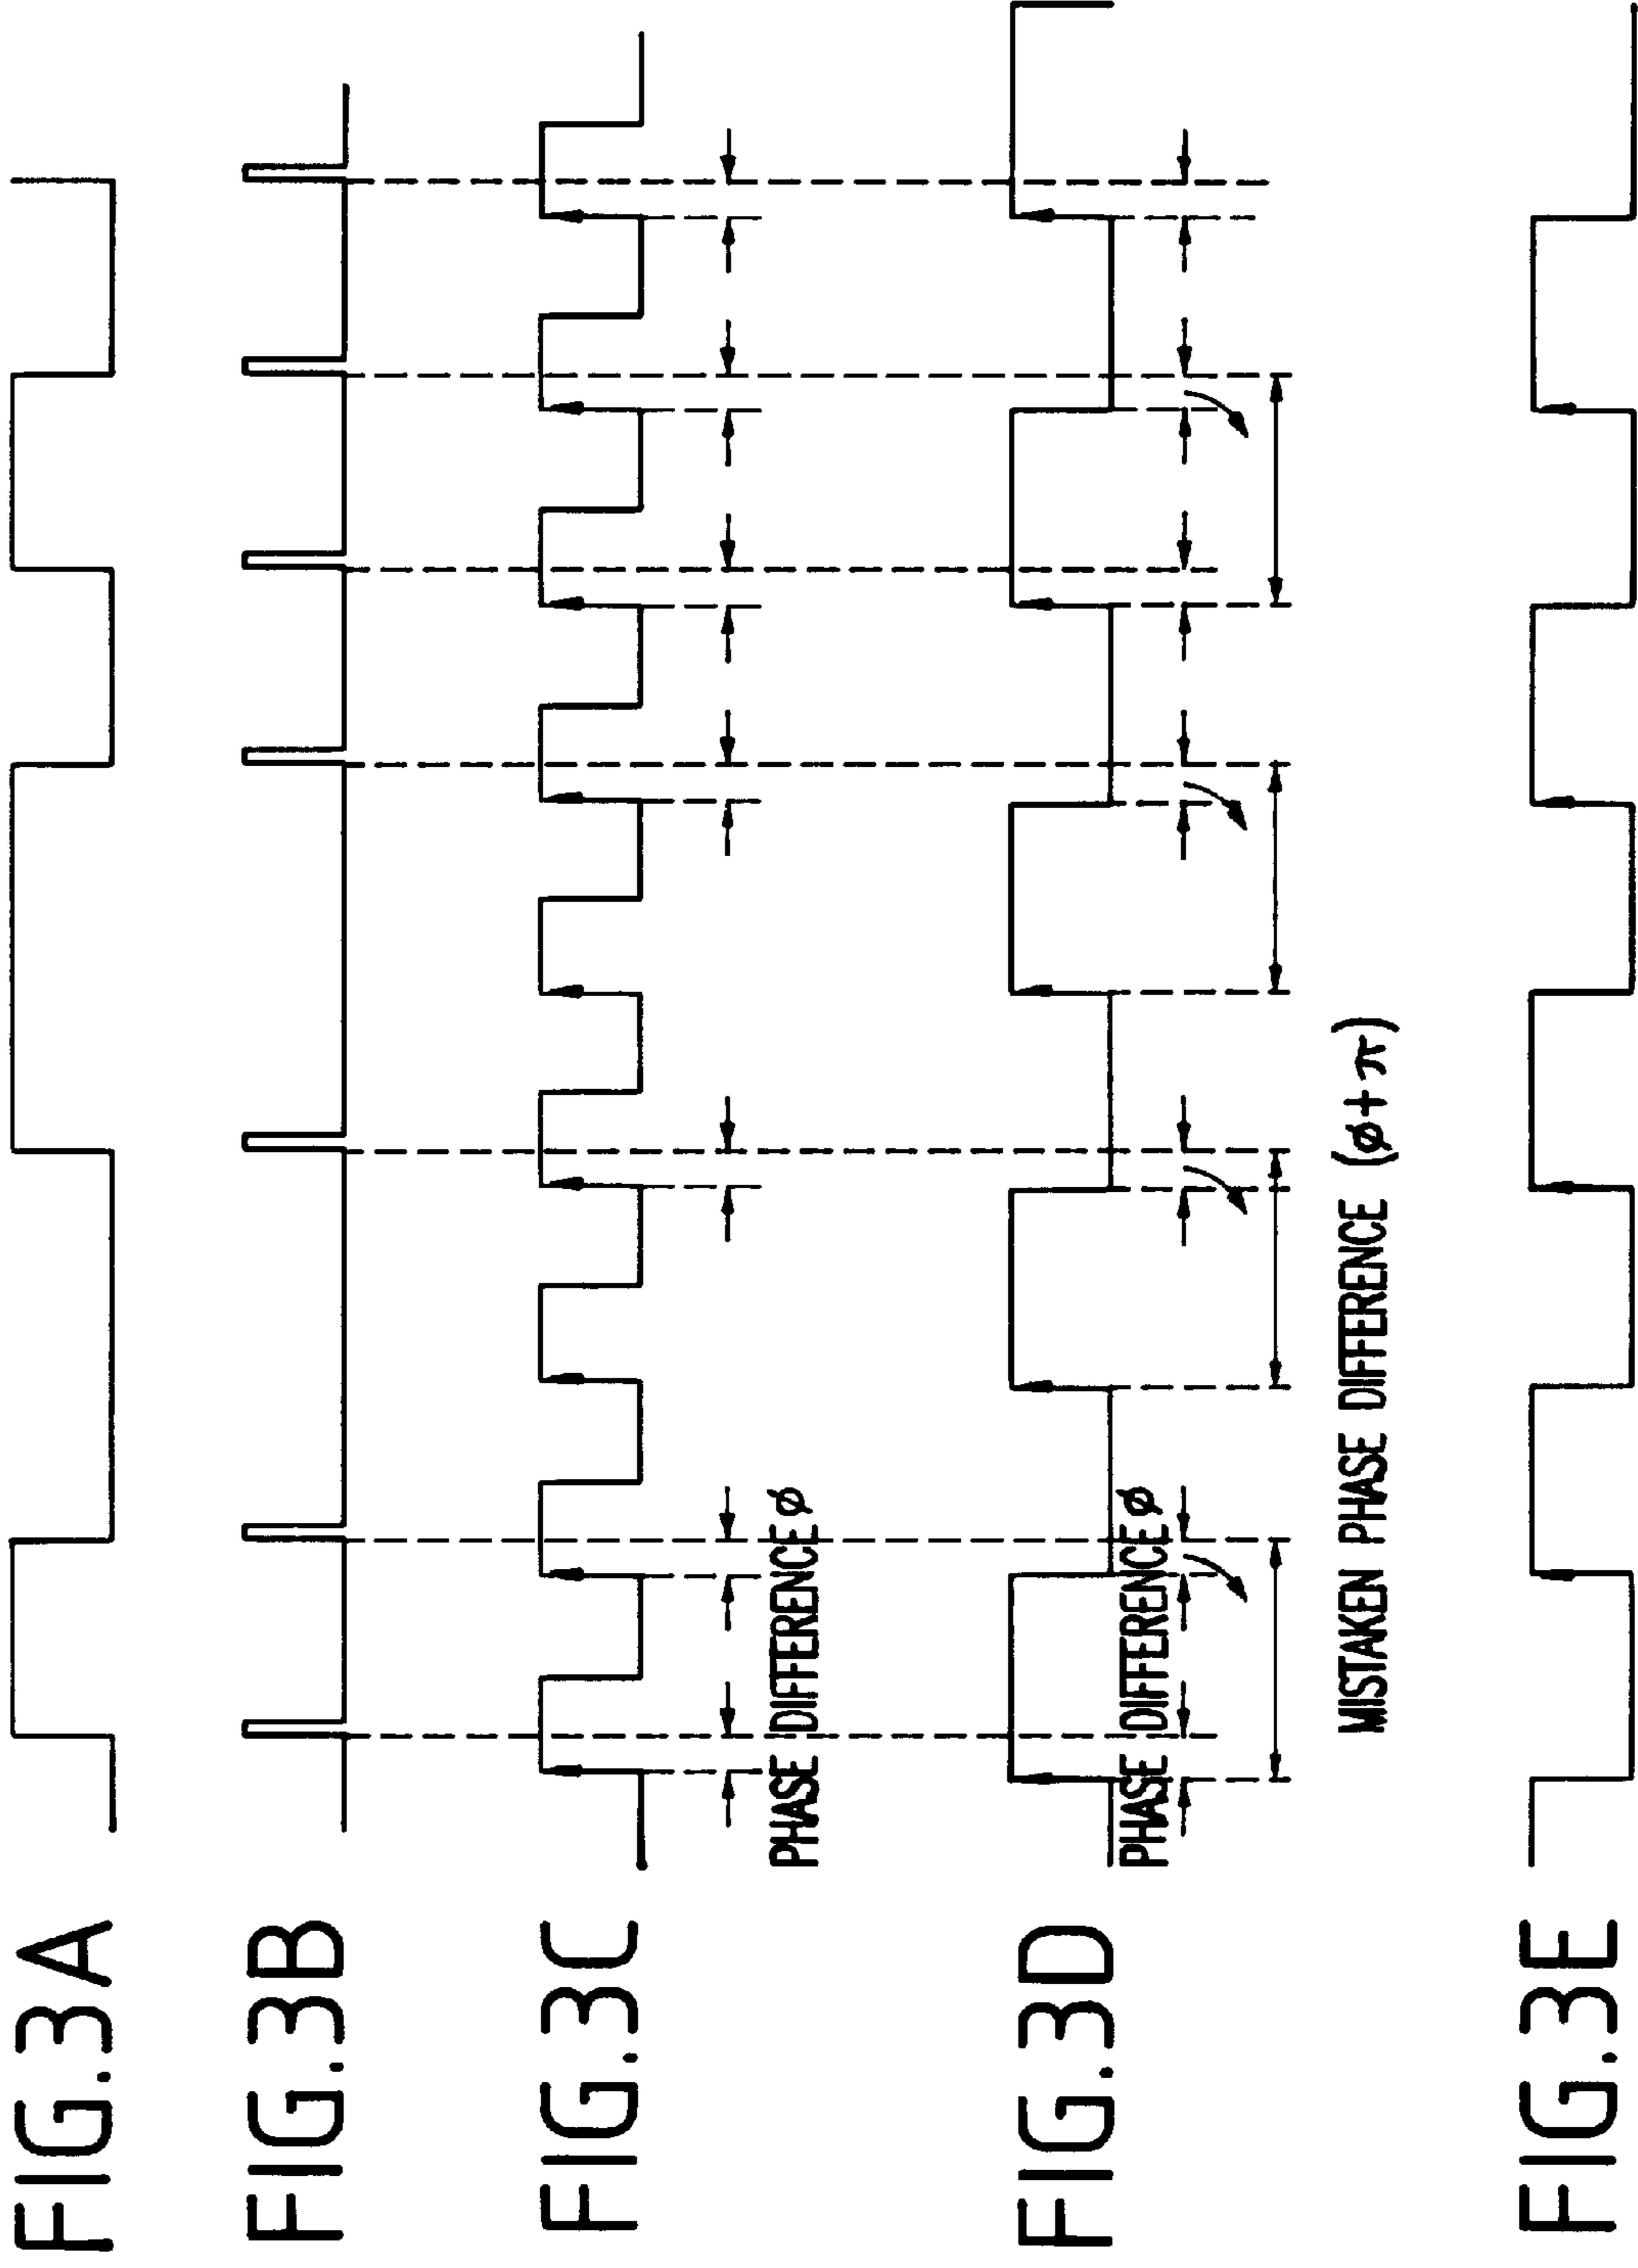 FIG.3A
FIG.3B
FIG.3C
PHASE DIFFERENCE ø
FIG.3D
PHASE DIFFERENCE ø
MISTAKEN PHASE DIFFERENCE (ø+π)
FIG.3E